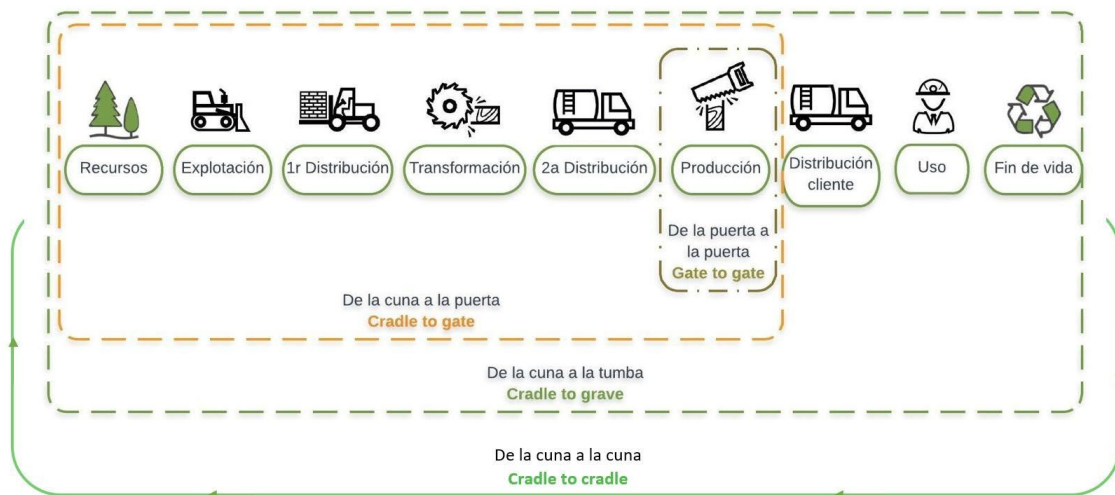 Recursos
Explotación
1r Distribución
Transformación
2a Distribución
Producción
Distribución
cliente
Uso
Fin de vida
De la puerta a
la puerta
Gate to gate
De la cuna a la puerta
Cradle to gate
De la cuna a la tumba
Cradle to grave
De la cuna a la cuna
Cradle to cradle